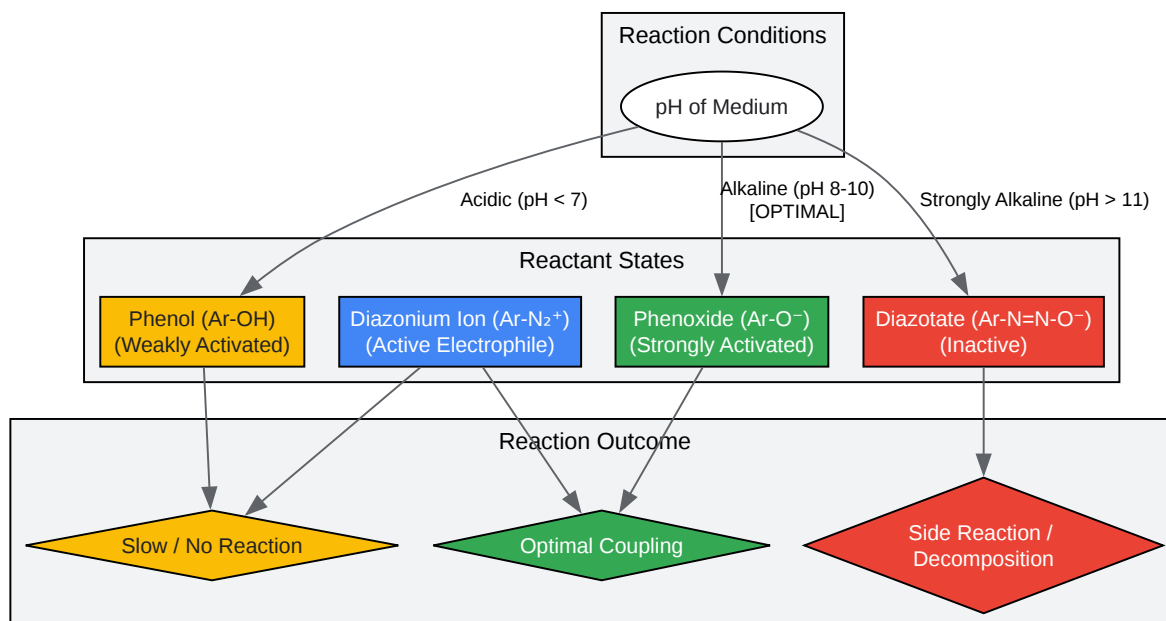 Reaction Conditions
pH of Medium
Acidic (pH < 7)
Alkaline (pH 8-10)
[OPTIMAL]
Strongly Alkaline (pH > 11)
Reactant States
Phenol (Ar-OH)
(Weakly Activated)
Diazonium Ion (Ar-N₂⁺)
(Active Electrophile)
Phenoxide (Ar-O⁻)
(Strongly Activated)
Diazotate (Ar-N=N-O⁻)
(Inactive)
Reaction Outcome
Slow / No Reaction
Optimal Coupling
Side Reaction /
Decomposition